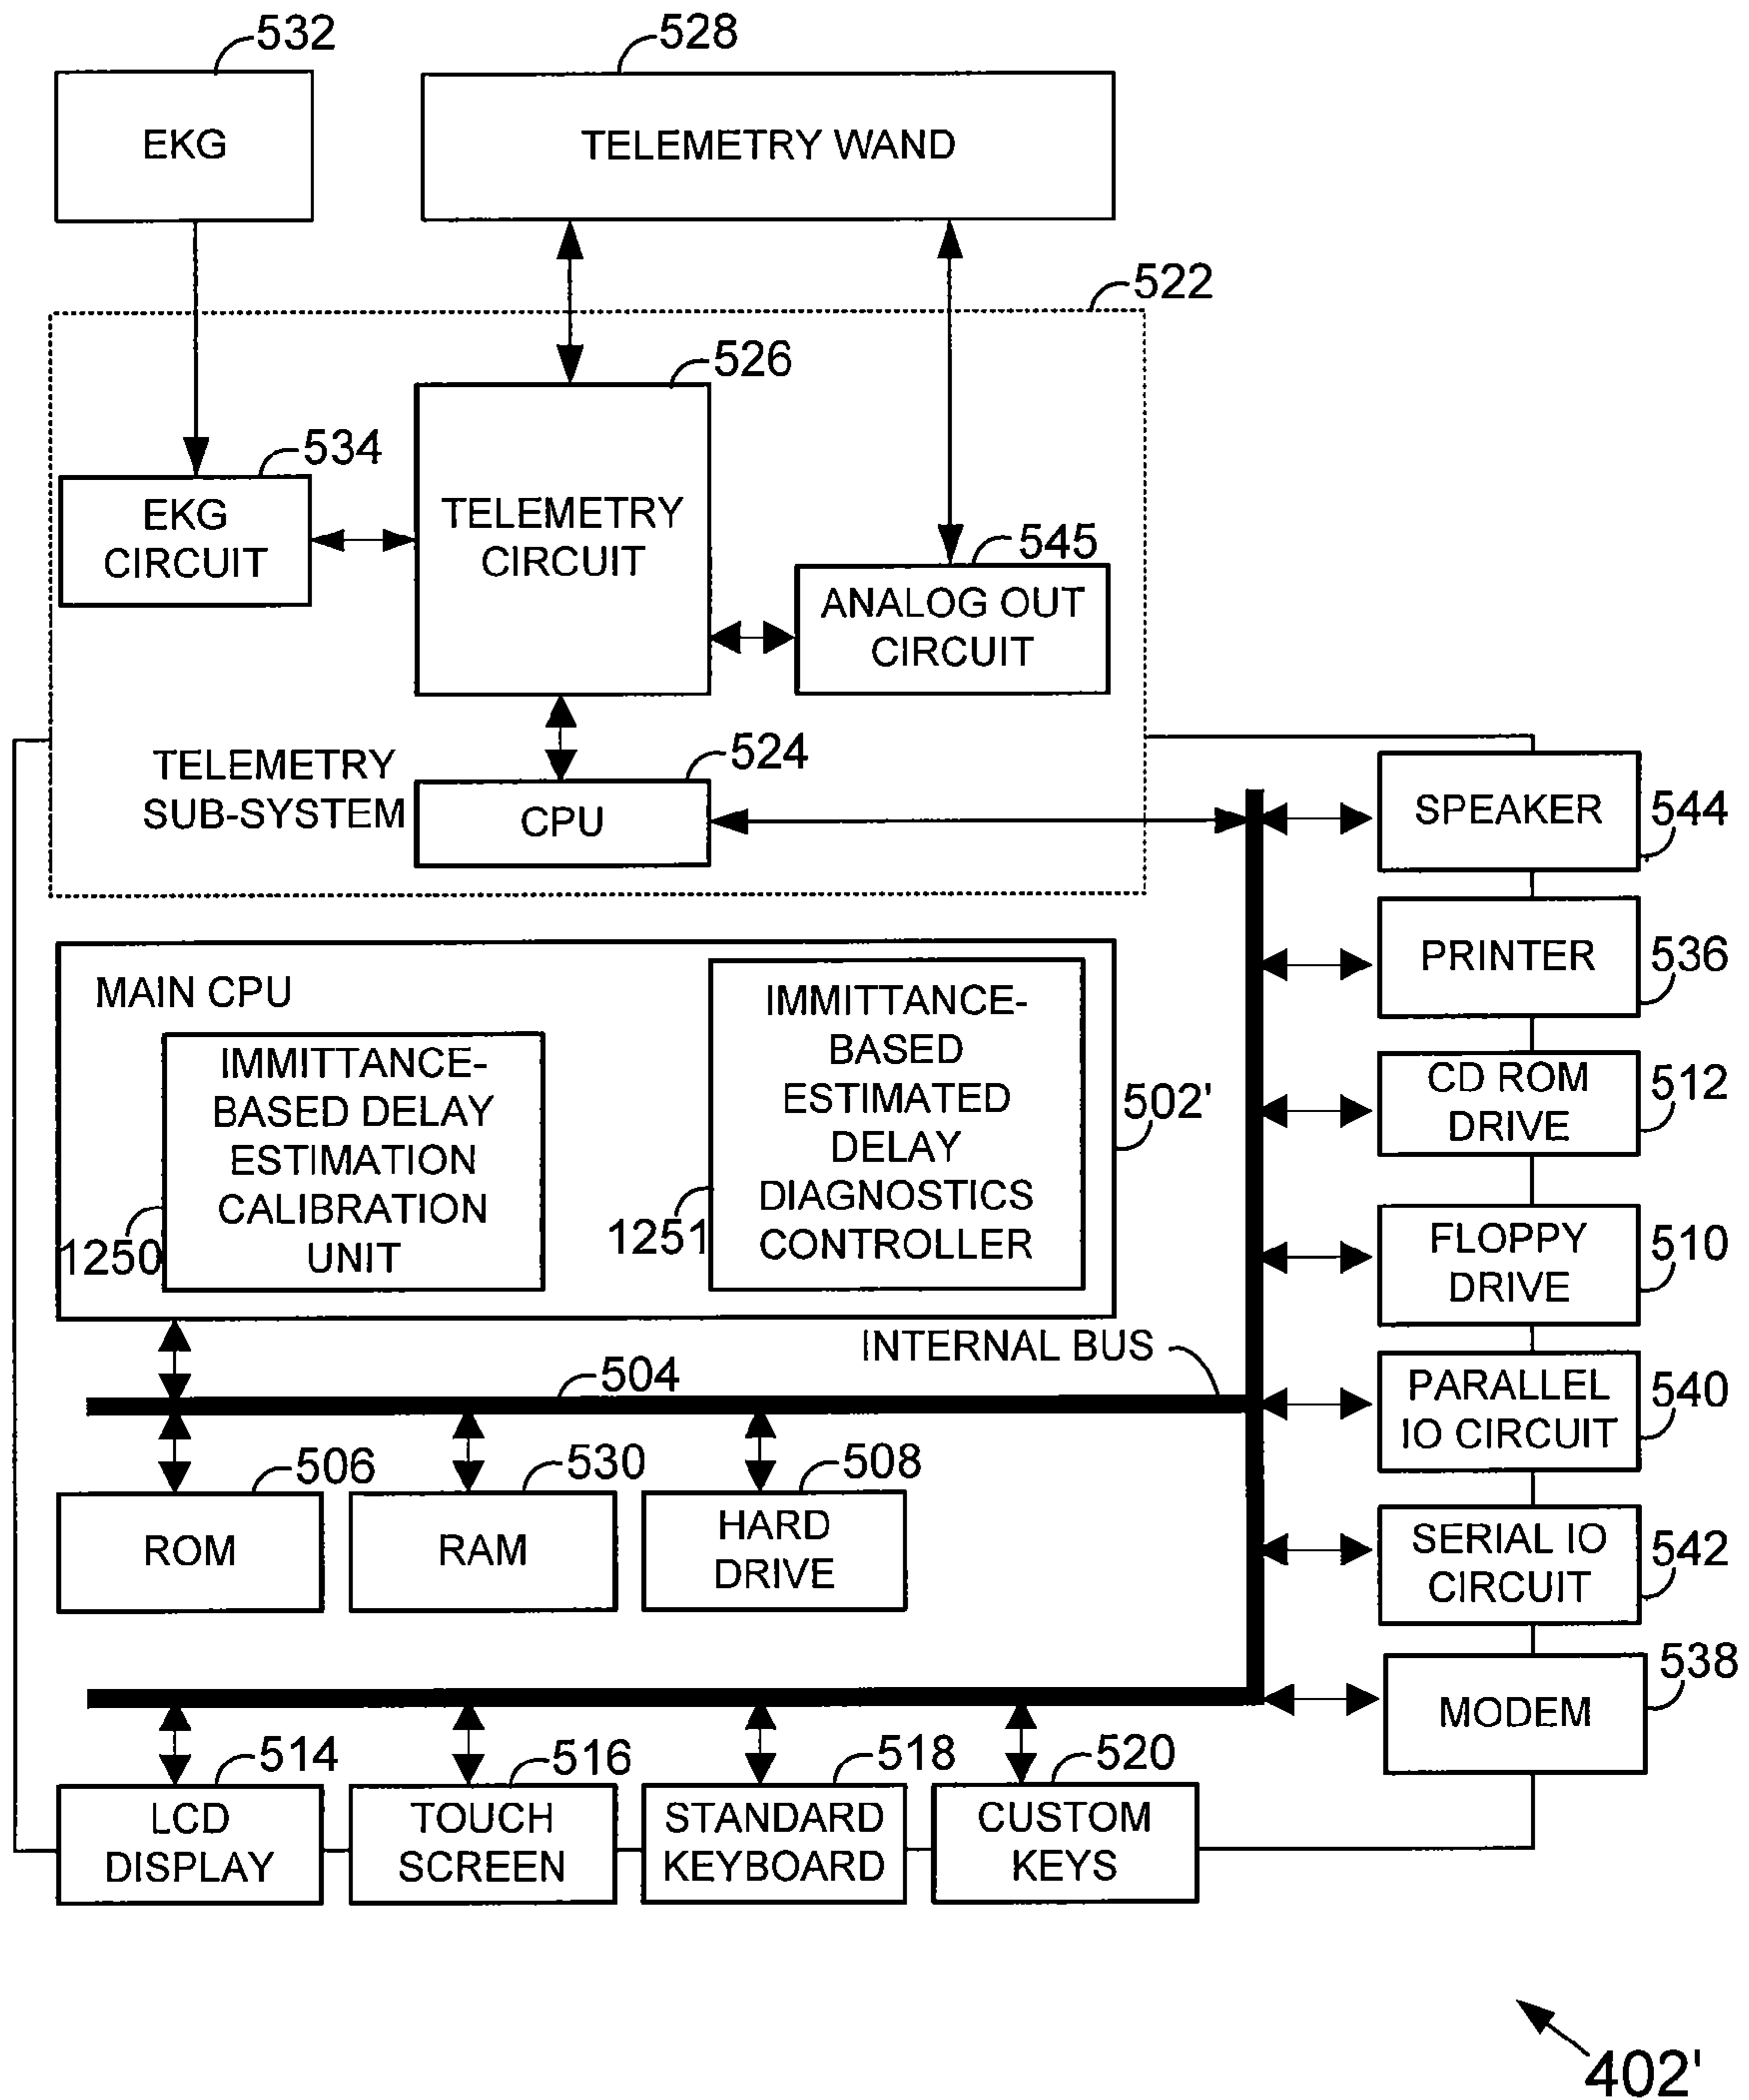 532
528
EKG
TELEMETRY WAND
522
526
534
EKG
CIRCUIT
TELEMETRY
CIRCUIT
545
ANALOG OUT
CIRCUIT
TELEMETRY
SUB-SYSTEM
524
CPU
SPEAKER
544
PRINTER
536
CD ROM
DRIVE
512
FLOPPY
DRIVE
510
PARALLEL
IO CIRCUIT
540
SERIAL IO
CIRCUIT
542
MODEM
538
MAIN CPU
IMMITTANCE-
BASED DELAY
ESTIMATION
CALIBRATION
UNIT
1250
IMMITTANCE-
BASED
ESTIMATED
DELAY
DIAGNOSTICS
CONTROLLER
1251
502'
INTERNAL BUS
504
506
ROM
530
RAM
508
HARD
DRIVE
514
LCD
DISPLAY
516
TOUCH
SCREEN
518
STANDARD
KEYBOARD
520
CUSTOM
KEYS
402'